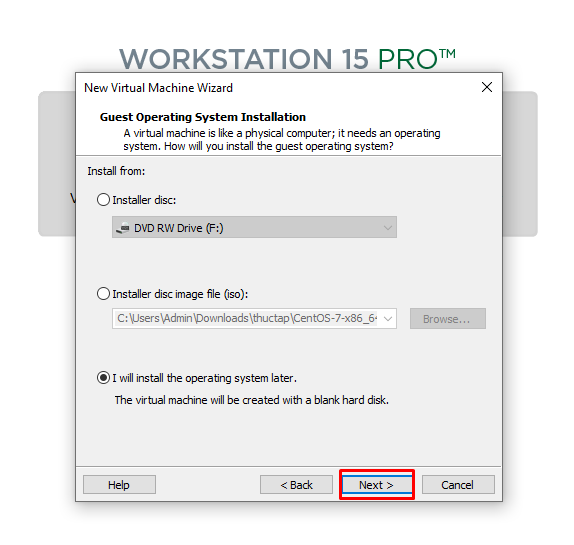 WORKSTATION 15 PRO™
New Virtual Machine Wizard
Guest Operating System Installation
A virtual machine is like a physical computer; it needs an operating
system. How will you install the guest operating system?
Install from:
Installer disc:
DVD RW Drive (F:)
Installer disc image file (iso):
C:\Users\Admin\Downloads\thuctap\CentOS-7-x86_64
Browse...
I will install the operating system later.
The virtual machine will be created with a blank hard disk.
Help
< Back
Next >
Cancel